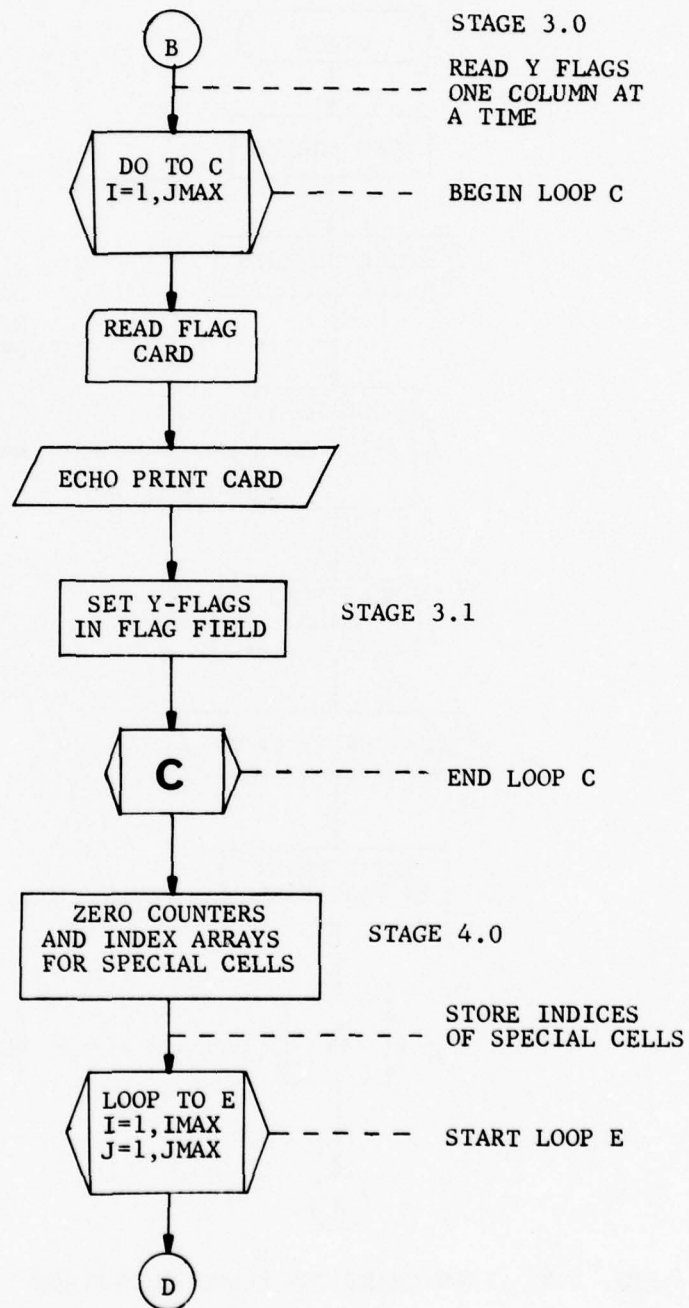 STAGE 3.0
B
READ Y FLAGS
ONE COLUMN AT
A TIME
DO TO C
I=1,JMAX
BEGIN LOOP C
READ FLAG
CARD
ECHO PRINT CARD
SET Y-FLAGS
IN FLAG FIELD
STAGE 3.1
C
END LOOP C
ZERO COUNTERS
AND INDEX ARRAYS
FOR SPECIAL CELLS
STAGE 4.0
STORE INDICES
OF SPECIAL CELLS
LOOP TO E
I=1,IMAX
J=1,JMAX
START LOOP E
D